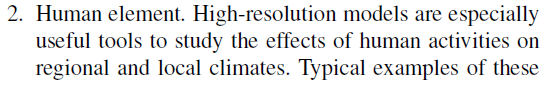 2. Human element. High-resolution models are especially
useful tools to study the effects of human activities on
regional and local climates. Typical examples of these